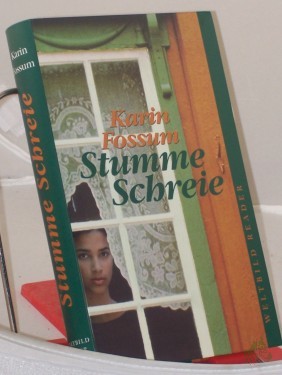 Karin
Fossum
Stumme Schreie
Karin
Fossum
Stumme
Schreie
WELTBILD READER